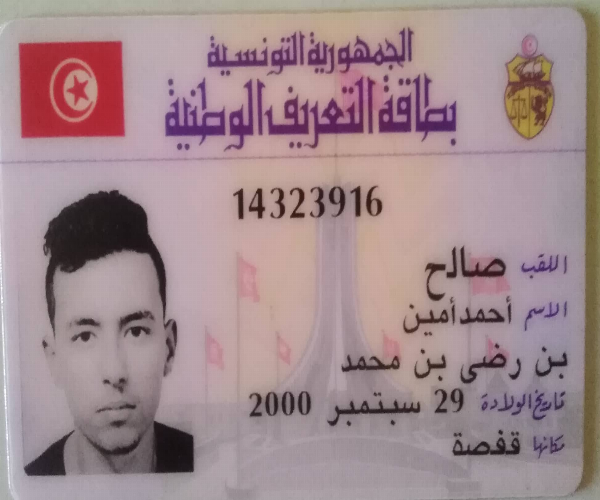 الجمهورية التونسية
بطاقة التعريف الوطنية
14323916
اللقب صالح
الاسم أحمدأمين
بن رضى بن محمد
تاريخ الولادة 29 سبتمبر 2000
مكانها قفصة